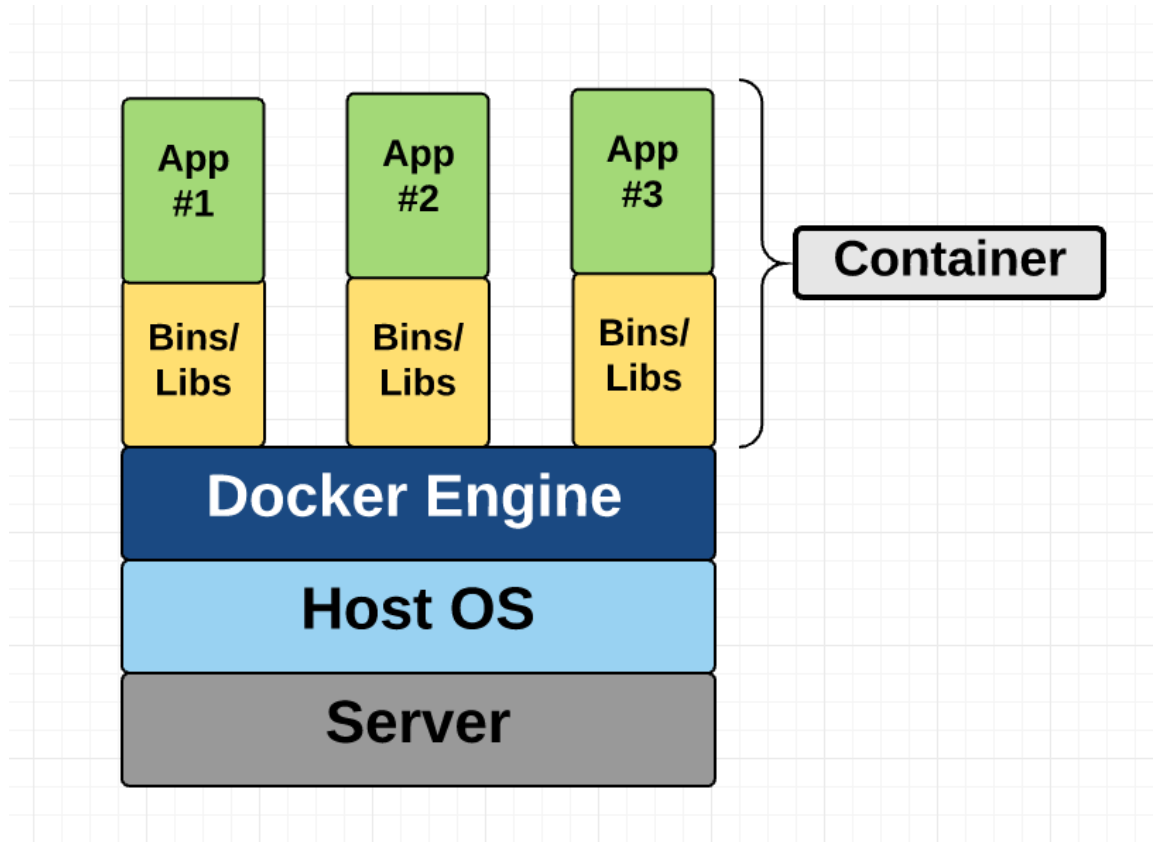 App
#1
App
#2
App
#3
Container
Bins/
Libs
Bins/
Libs
Bins/
Libs
Docker Engine
Host OS
Server